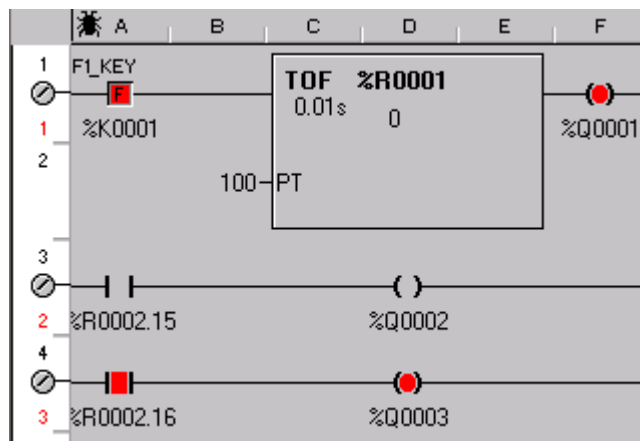 A B C D E F
1 F1_KEY TOF %R0001
F 0.01s 0
1 %K0001 %Q0001
2
100 PT
3
2 %R0002.15 %Q0002
4
3 %R0002.16 %Q0003